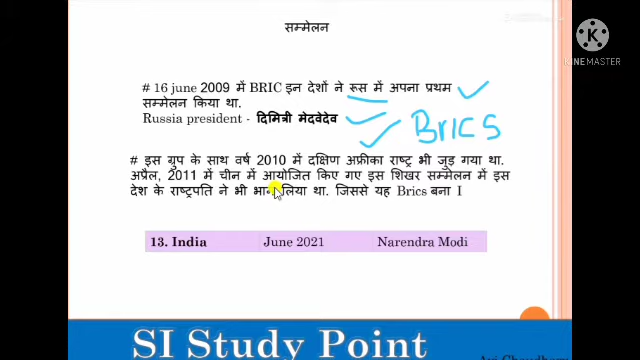 सम्मेलन
# 16 june 2009 में BRIC इन देशों ने रूस में अपना प्रथम
सम्मेलन किया था.
Russia president - दिमित्री मेदवेदेव
BrICS
# इस ग्रुप के साथ वर्ष 2010 में दक्षिण अफ्रीका राष्ट्र भी जुड़ गया था.
अप्रैल, 2011 में चीन में आयोजित किए गए इस शिखर सम्मेलन में इस
देश के राष्ट्रपति ने भी लिया था. जिससे यह Brics बना I
13. India June 2021 Narendra Modi
SI Study Point
Made with
KINEMASTER